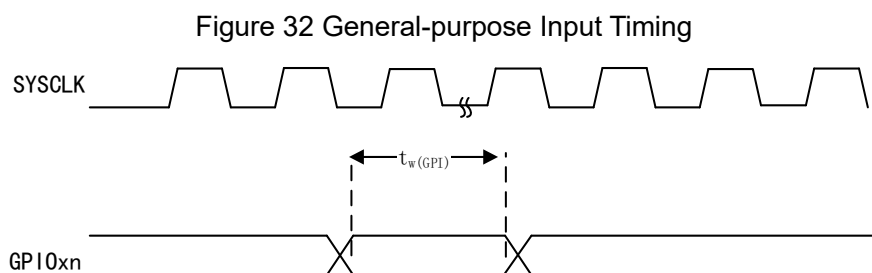 Figure 32 General-purpose Input Timing
SYSCLK
tw(GPI)
GPIOxn